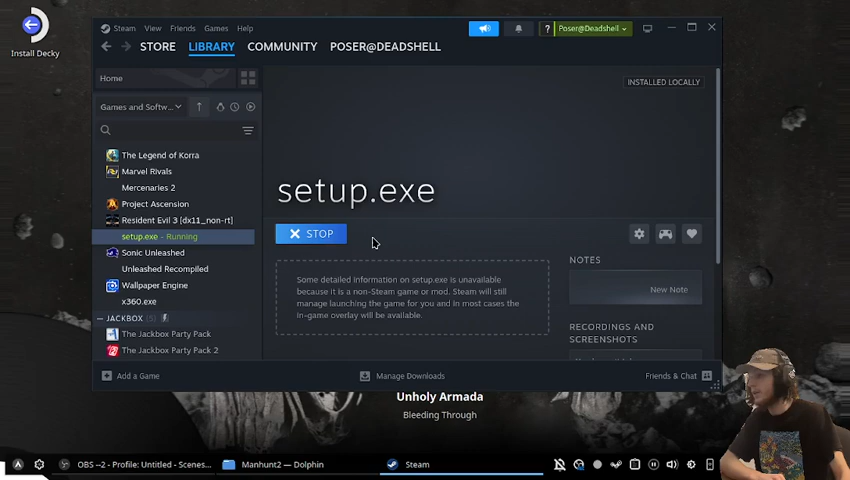 Install Decky
Steam View Friends Games Help
Poser@Deadshell
STORE LIBRARY COMMUNITY POSER@DEADSHELL
Home
INSTALLED LOCALLY
Games and Softw...
The Legend of Korra
Marvel Rivals
Mercenaries 2
Project Ascension
Resident Evil 3 [dx11_non-rt]
setup.exe - Running
Sonic Unleashed
Unleashed Recompiled
Wallpaper Engine
x360.exe
JACKBOX (5)
The Jackbox Party Pack
The Jackbox Party Pack 2
setup.exe
STOP
Some detailed information on setup.exe is unavailable
because it is a non-Steam game or mod. Steam will still
manage launching the game for you and in most cases the
in-game overlay will be available.
NOTES
New Note
RECORDINGS AND
SCREENSHOTS
Add a Game
Manage Downloads
Friends & Chat
Unholy Armada
Bleeding Through
OBS --2 - Profile: Untitled - Scenes...
Manhunt2 — Dolphin
Steam